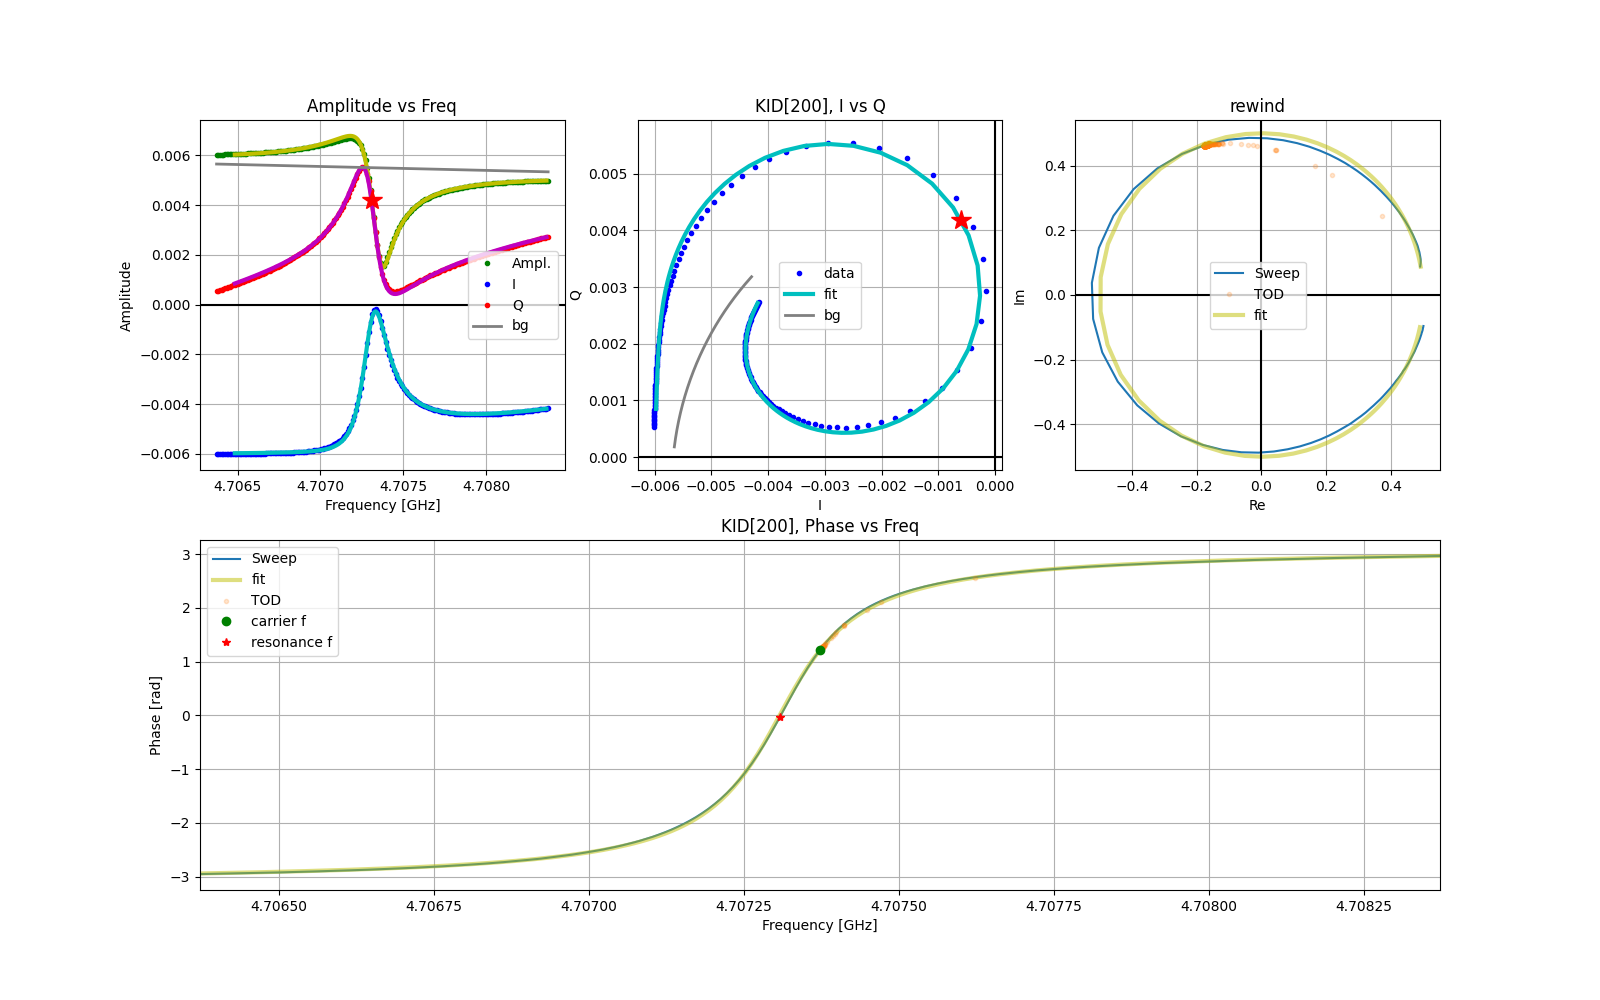 Amplitude vs Freq
Amplitude
0.006
0.004
0.002
0.000
−0.002
−0.004
−0.006
4.7065
4.7070
4.7075
4.7080
Frequency [GHz]
Ampl.
I
Q
bg
KID[200], I vs Q
Q
0.005
0.004
0.003
0.002
0.001
0.000
−0.006
−0.005
−0.004
−0.003
−0.002
−0.001
0.000
I
data
fit
bg
rewind
Im
0.4
0.2
0.0
−0.2
−0.4
−0.4
−0.2
0.0
0.2
0.4
Re
Sweep
TOD
fit
KID[200], Phase vs Freq
Phase [rad]
3
2
1
0
−1
−2
−3
4.70650
4.70675
4.70700
4.70725
4.70750
4.70775
4.70800
4.70825
Frequency [GHz]
Sweep
fit
TOD
carrier f
resonance f